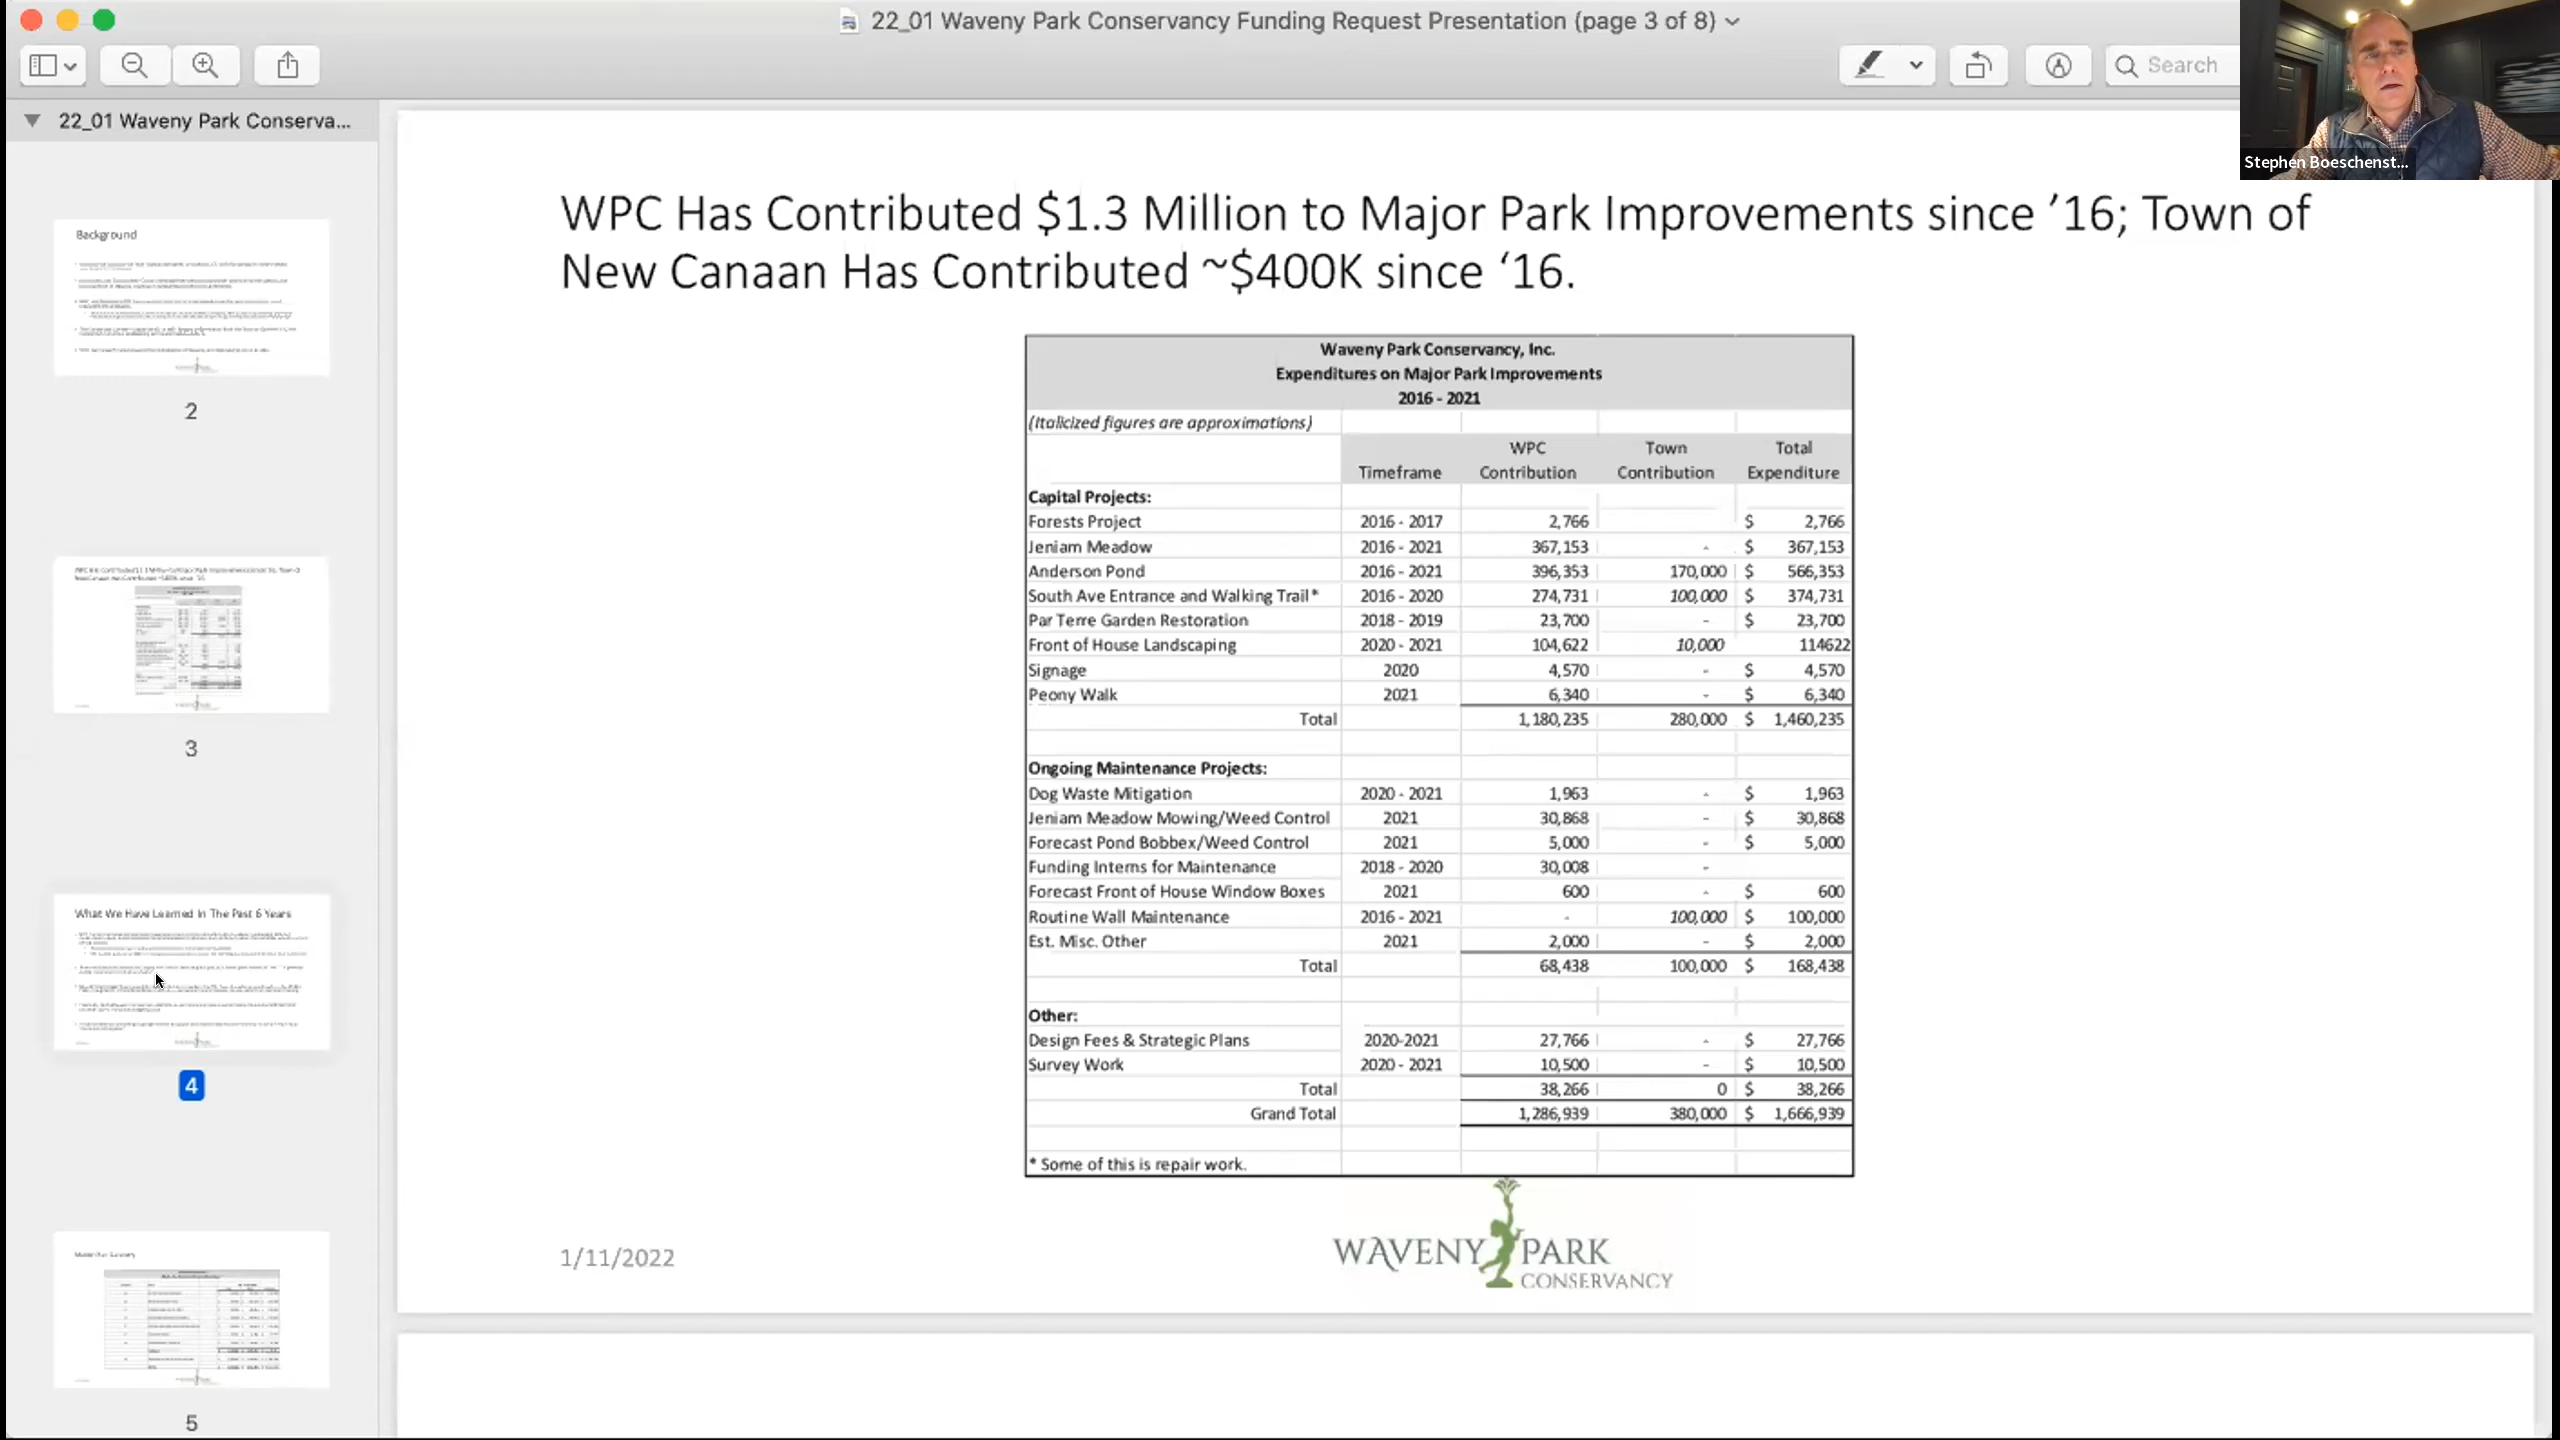 22_01 Waveny Park Conservancy Funding Request Presentation (page 3 of 8)
Search
Stephen Boeschenst...
22_01 Waveny Park Conserva...
Background
2
3
What We Have Learned In The Past 6 Years
4
5
WPC Has Contributed $1.3 Million to Major Park Improvements since ’16; Town of
New Canaan Has Contributed ~$400K since ‘16.
Waveny Park Conservancy, Inc.
Expenditures on Major Park Improvements
2016 - 2021
(Italicized figures are approximations)
WPC Town Total
Timeframe Contribution Contribution Expenditure
Capital Projects:
Forests Project 2016 - 2017 2,766 $ 2,766
Jeniam Meadow 2016 - 2021 367,153 - $ 367,153
Anderson Pond 2016 - 2021 396,353 170,000 $ 566,353
South Ave Entrance and Walking Trail* 2016 - 2020 274,731 100,000 $ 374,731
Par Terre Garden Restoration 2018 - 2019 23,700 - $ 23,700
Front of House Landscaping 2020 - 2021 104,622 10,000 114622
Signage 2020 4,570 - $ 4,570
Peony Walk 2021 6,340 - $ 6,340
Total 1,180,235 280,000 $ 1,460,235
Ongoing Maintenance Projects:
Dog Waste Mitigation 2020 - 2021 1,963 - $ 1,963
Jeniam Meadow Mowing/Weed Control 2021 30,868 - $ 30,868
Forecast Pond Bobbex/Weed Control 2021 5,000 - $ 5,000
Funding Interns for Maintenance 2018 - 2020 30,008 -
Forecast Front of House Window Boxes 2021 600 - $ 600
Routine Wall Maintenance 2016 - 2021 - 100,000 $ 100,000
Est. Misc. Other 2021 2,000 - $ 2,000
Total 68,438 100,000 $ 168,438
Other:
Design Fees & Strategic Plans 2020-2021 27,766 - $ 27,766
Survey Work 2020 - 2021 10,500 - $ 10,500
Total 38,266 0 $ 38,266
Grand Total 1,286,939 380,000 $ 1,666,939
* Some of this is repair work.
1/11/2022
WAVENY PARK
CONSERVANCY